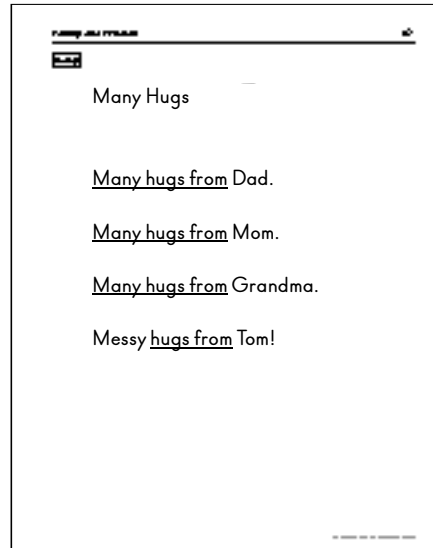 Many Hugs
Many hugs from Dad.
Many hugs from Mom.
Many hugs from Grandma.
Messy hugs from Tom!